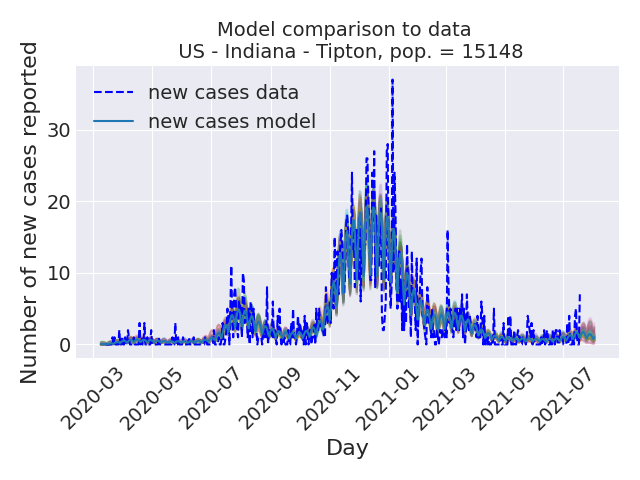 Model comparison to data
US - Indiana - Tipton, pop. = 15148
Number of new cases reported
new cases data
new cases model
30
20
10
0
2020-03
2020-05
2020-07
2020-09
2020-11
2021-01
2021-03
2021-05
2021-07
Day